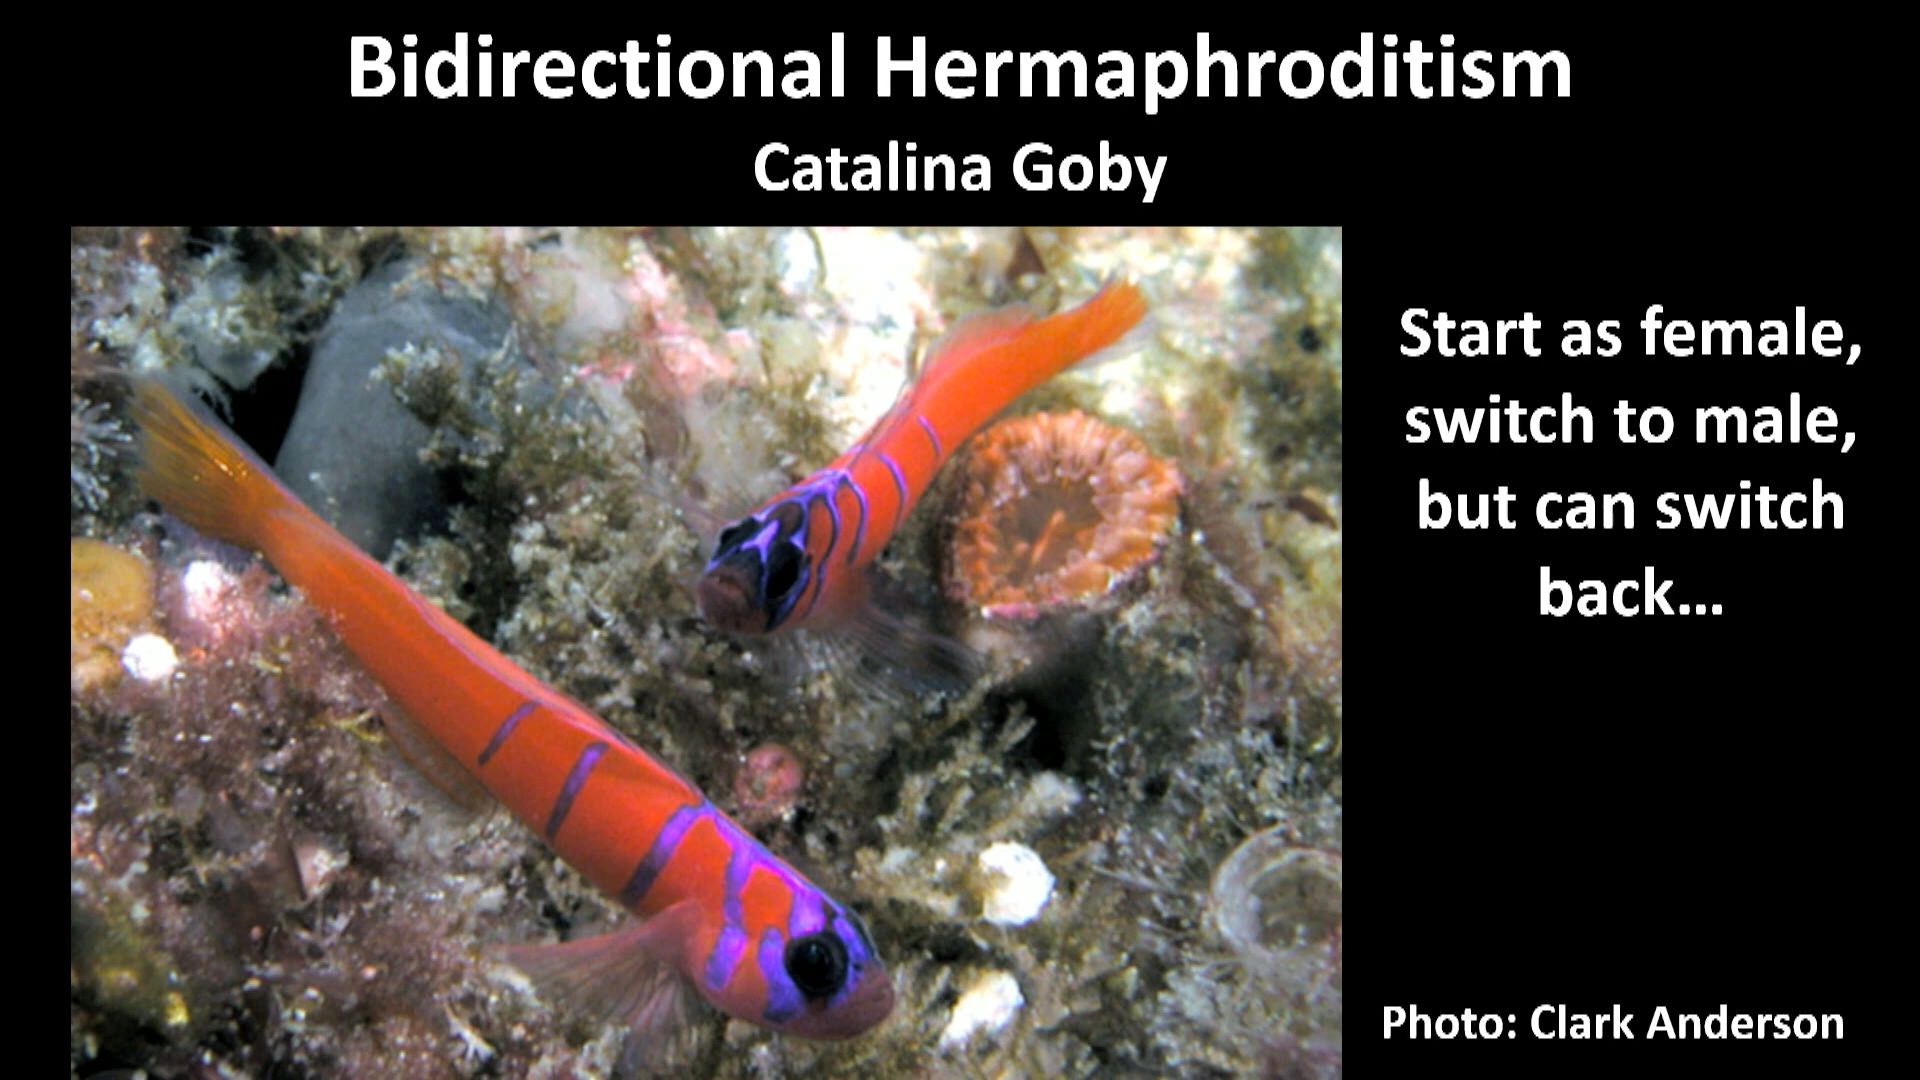 Bidirectional Hermaphroditism
Catalina Goby
Start as female,
switch to male,
but can switch
back...
Photo: Clark Anderson